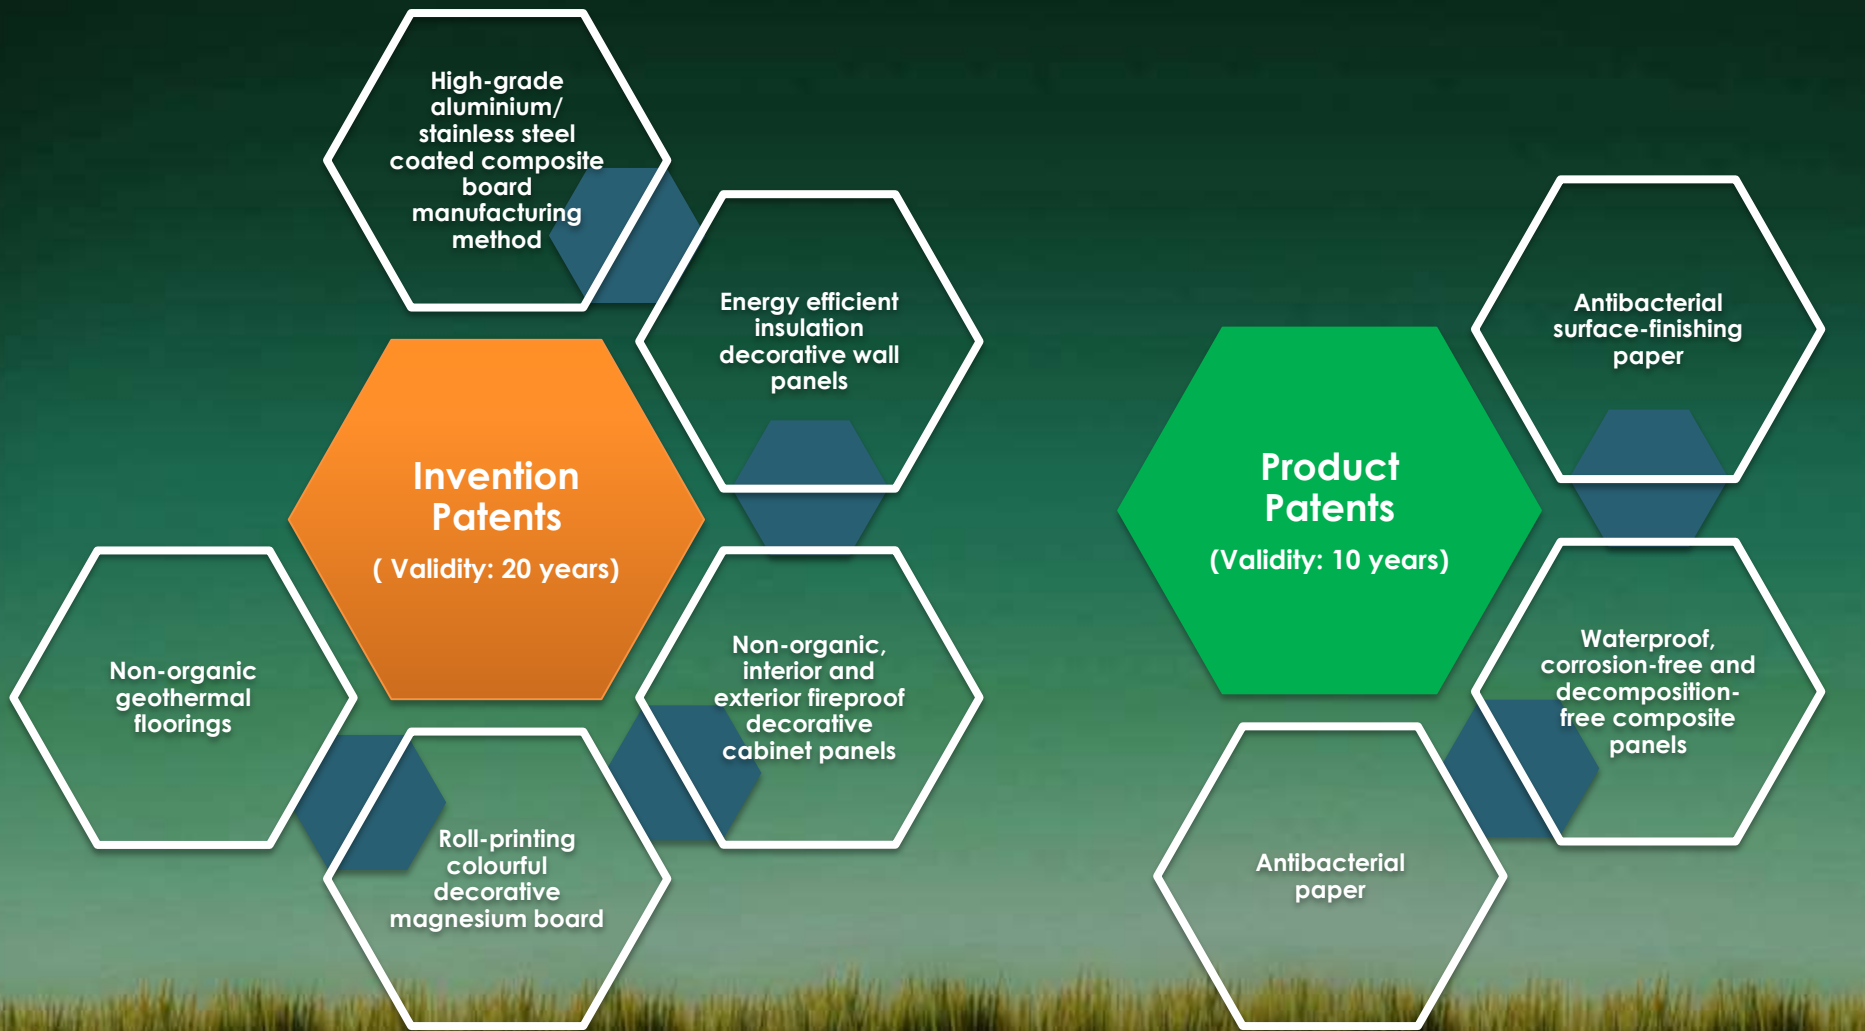 High-grade
aluminium/
stainless steel
coated composite
board
manufacturing
method
Energy efficient
insulation
decorative wall
panels
Invention
Patents
( Validity: 20 years)
Non-organic
geothermal
floorings
Non-organic,
interior and
exterior fireproof
decorative
cabinet panels
Roll-printing
colourful
decorative
magnesium board
Antibacterial
surface-finishing
paper
Product
Patents
(Validity: 10 years)
Waterproof,
corrosion-free and
decomposition-
free composite
panels
Antibacterial
paper